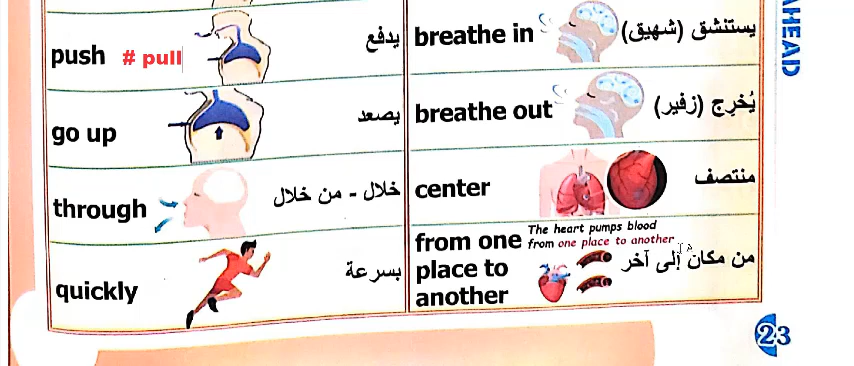 push # pull يدفع
go up يصعد
through خلال - من خلال
quickly بسرعة
breathe in يستنشق (شهيق)
breathe out يُخرِج (زفير)
center منتصف
The heart pumps blood
from one place to another
from one
place to
another
من مكان إلى آخر
AHEAD
23